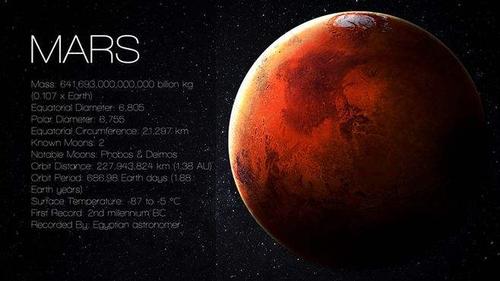 MARS
Mass: 641,693,000,000,000 billion kg
(0.107 x Earth)
Equatorial Diameter: 6,805
Polar Diameter: 6,755
Equatorial Circumference: 21,297 km
Known Moons: 2
Notable Moons: Phobos & Deimos
Orbit Distance: 227,943,824 km (1.38 AU)
Orbit Period: 686.98 Earth days (1.88
Earth years)
Surface Temperature: -87 to -5 °C
First Record: 2nd millennium BC
Recorded By: Egyptian astronomer